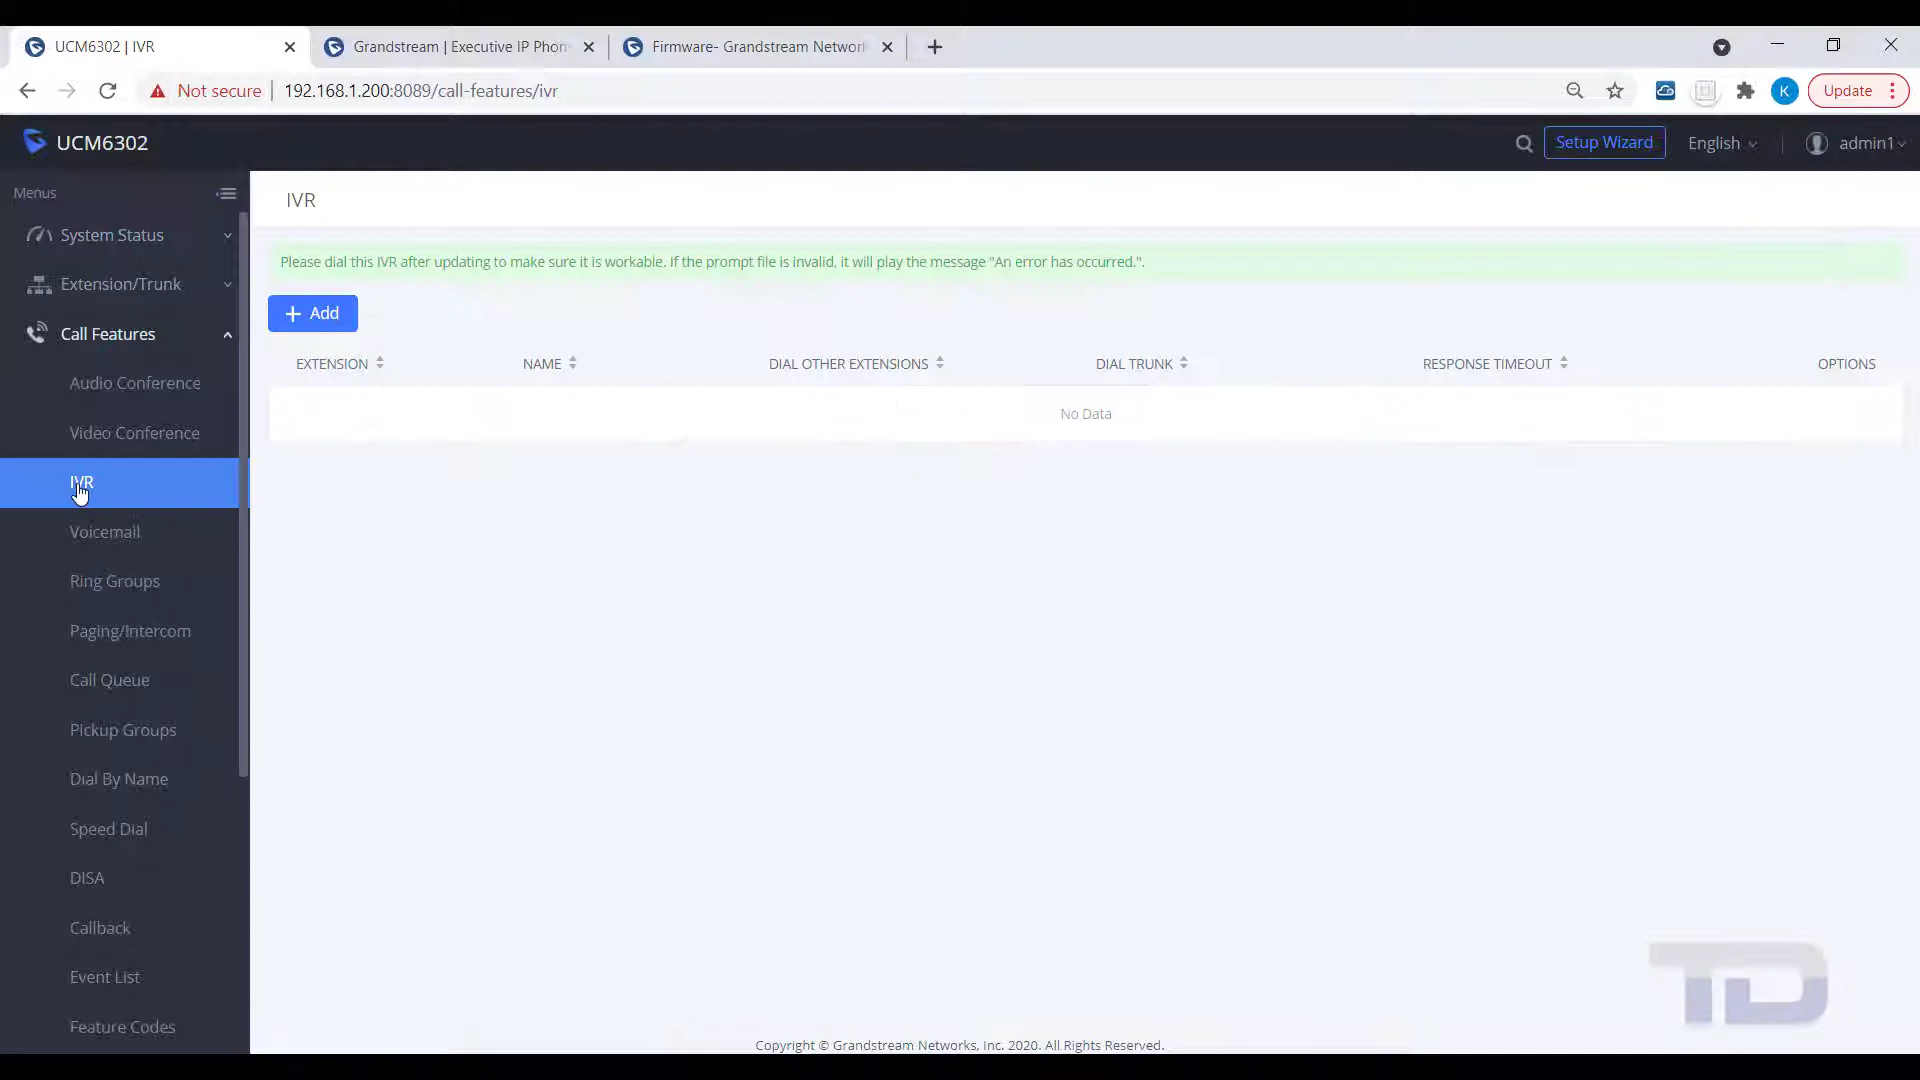 UCM6302 | IVR
Grandstream | Executive IP Phon
Firmware- Grandstream Networ
Not secure
192.168.1.200:8089/call-features/ivr
K
Update
UCM6302
Setup Wizard
English
admin1
Menus
System Status
Extension/Trunk
Call Features
Audio Conference
Video Conference
IVR
Voicemail
Ring Groups
Paging/Intercom
Call Queue
Pickup Groups
Dial By Name
Speed Dial
DISA
Callback
Event List
Feature Codes
IVR
Please dial this IVR after updating to make sure it is workable. If the prompt file is invalid, it will play the message "An error has occurred.".
+ Add
EXTENSION NAME DIAL OTHER EXTENSIONS DIAL TRUNK RESPONSE TIMEOUT OPTIONS
No Data
TD
Copyright © Grandstream Networks, Inc. 2020. All Rights Reserved.